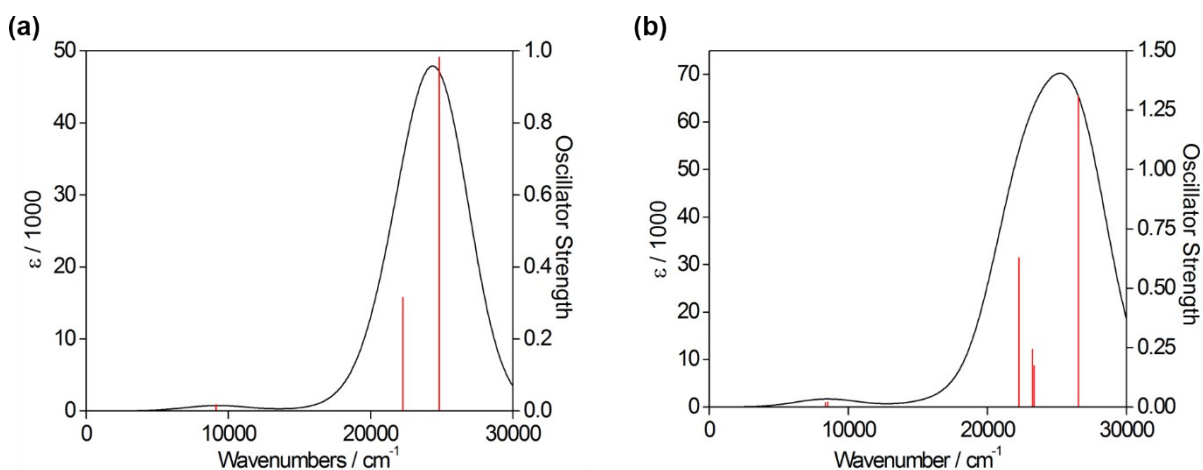 (a)
50
40
30
20
10
0
ε / 1000
1.0
0.8
0.6
0.4
0.2
0.0
Oscillator Strength
0 10000 20000 30000
Wavenumbers / cm-1
(b)
70
60
50
40
30
20
10
0
ε / 1000
1.50
1.25
1.00
0.75
0.50
0.25
0.00
Oscillator Strength
0 10000 20000 30000
Wavenumber / cm-1